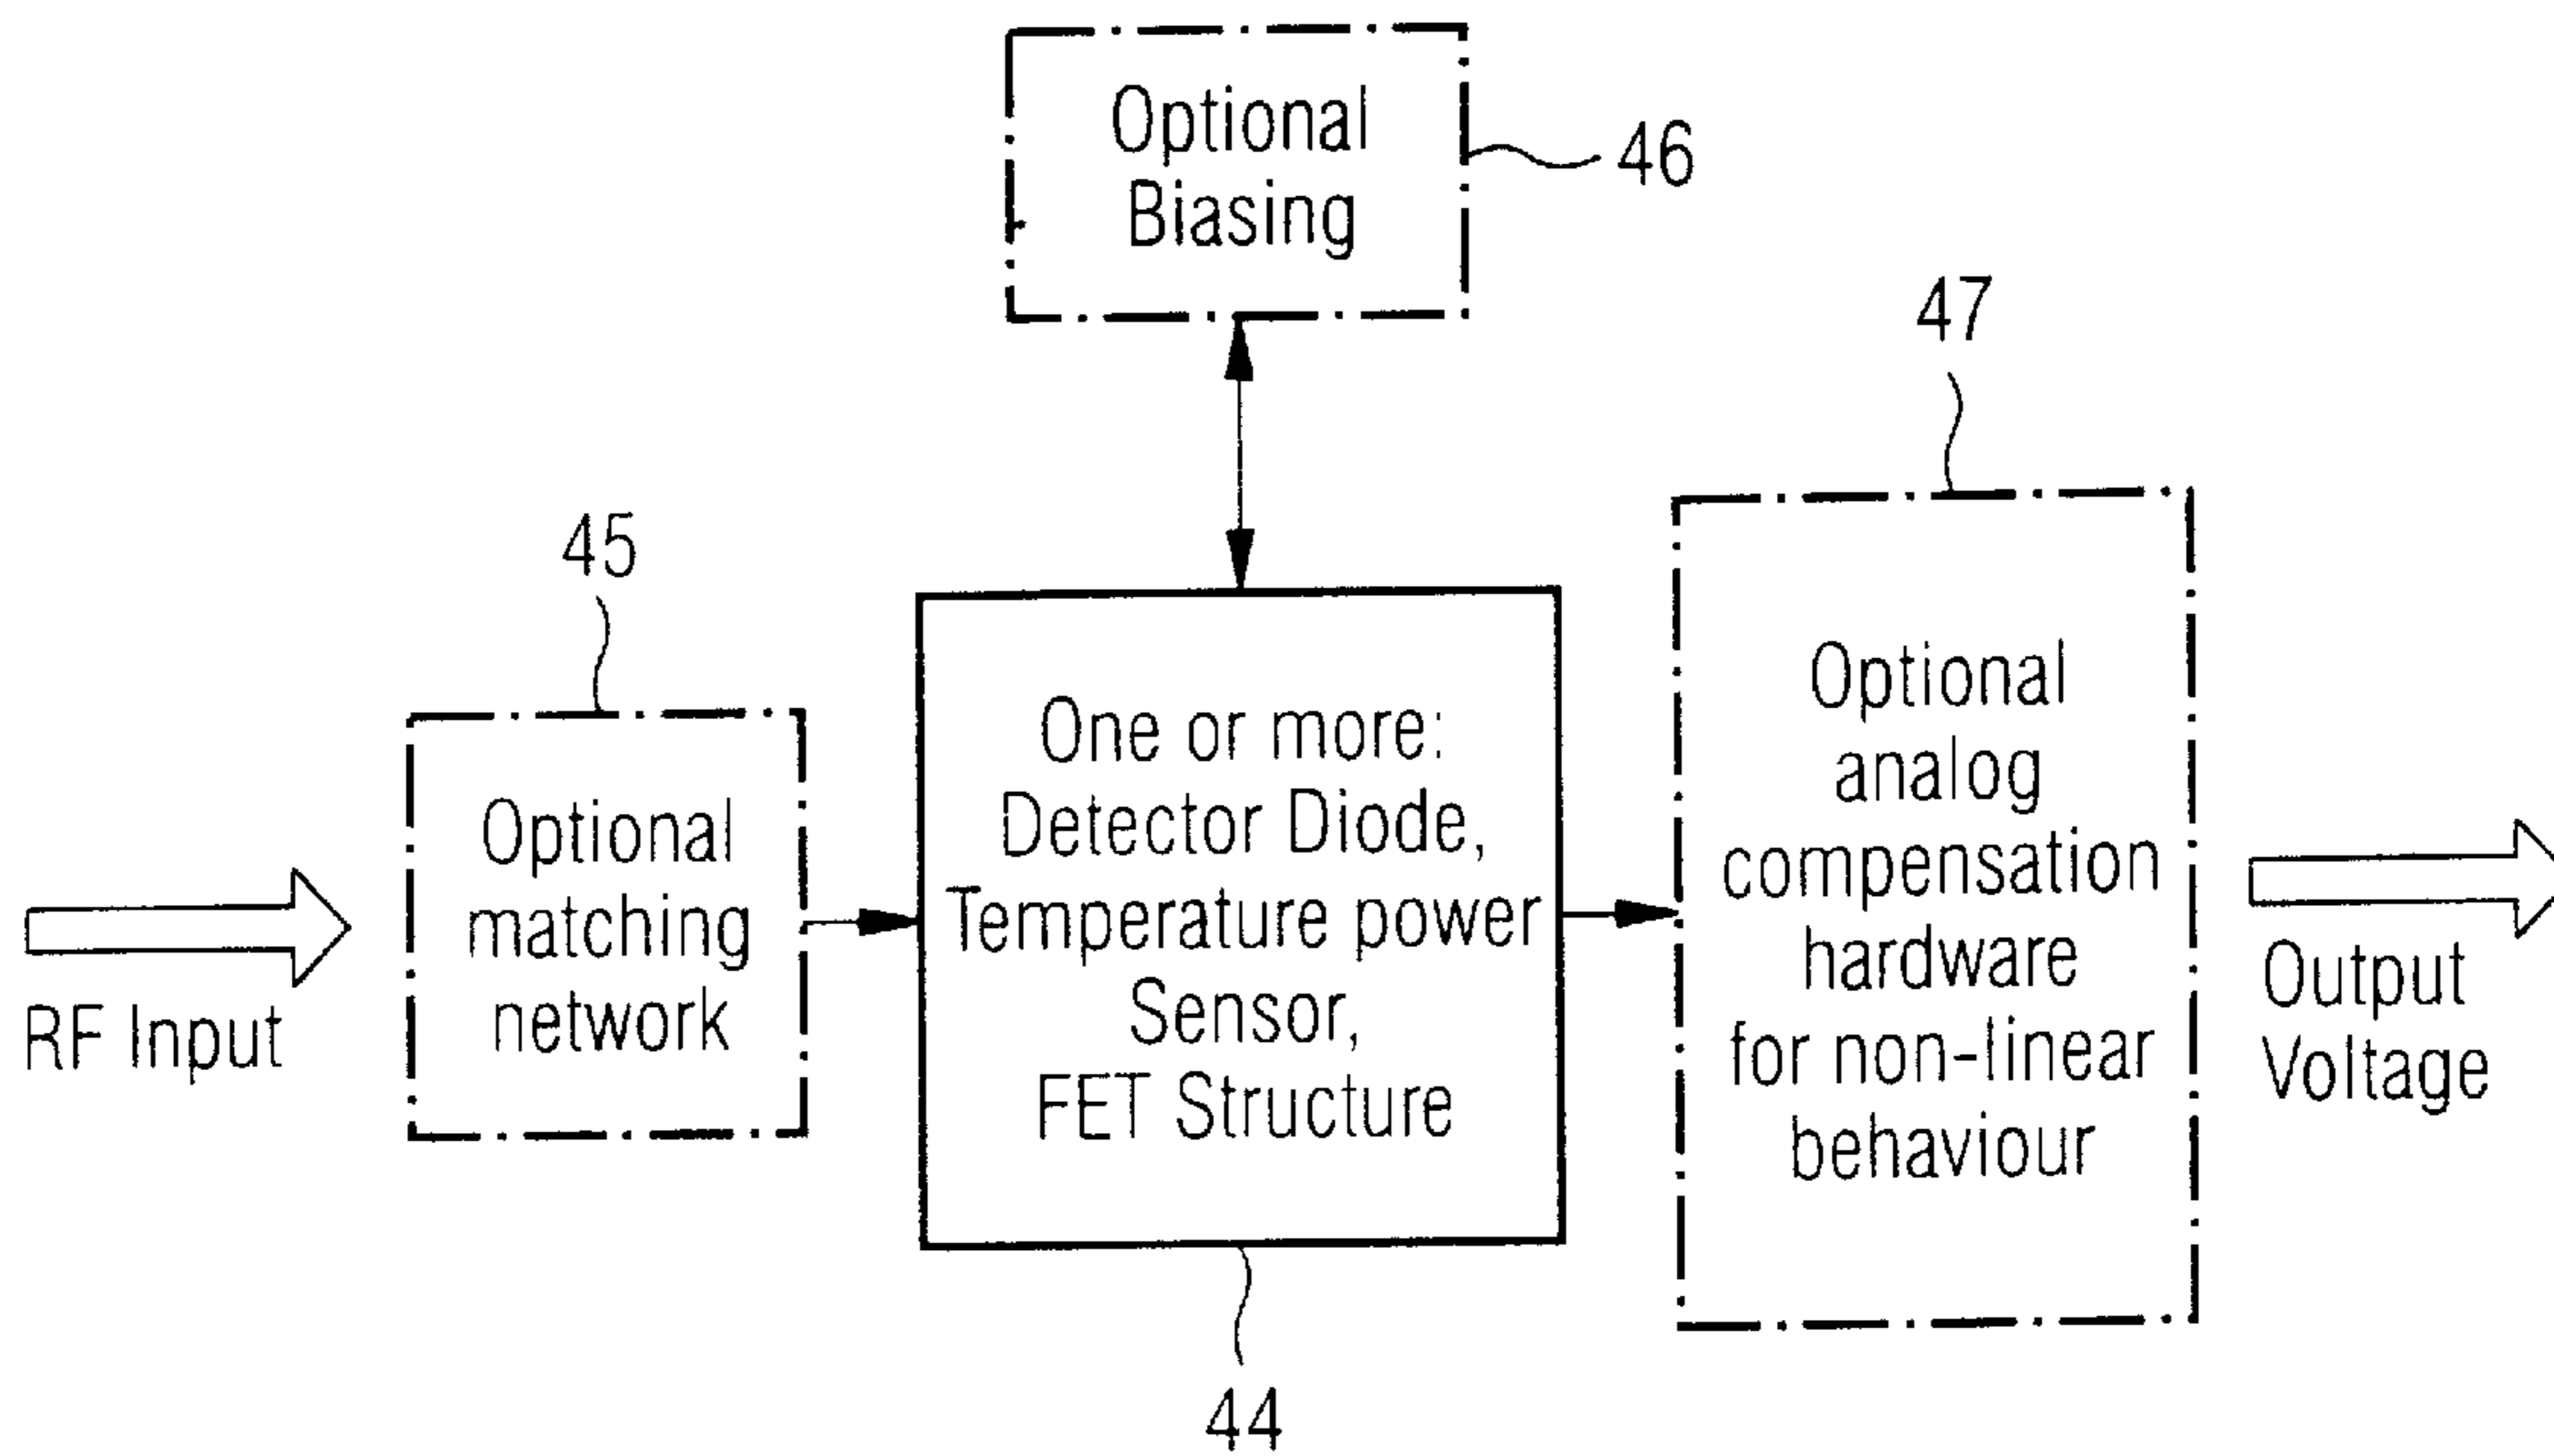 Optional
Biasing
46
47
45
One or more:
Detector Diode,
Temperature power
Sensor,
FET Structure
Optional
matching
network
Optional
analog
compensation
hardware
for non-linear
behaviour
RF Input
Output
Voltage
44